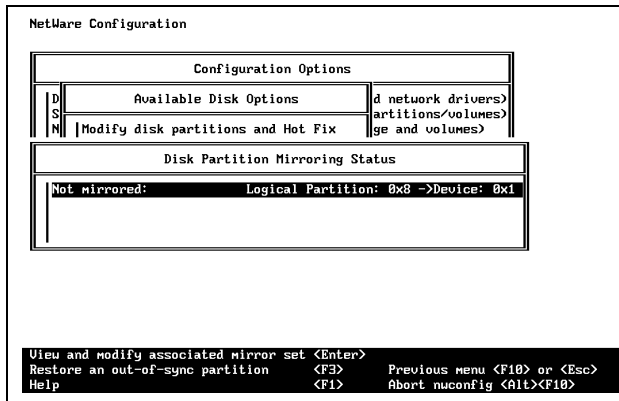 NetWare Configuration
Configuration Options
D
Available Disk Options
d network drivers)
S
artitions/volumes)
N
Modify disk partitions and Hot Fix
ge and volumes)
Disk Partition Mirroring Status
Not mirrored: Logical Partition: 0x8 ->Device: 0x1
View and modify associated mirror set <Enter>
Restore an out-of-sync partition <F3> Previous menu <F10> or <Esc>
Help <F1> Abort nwconfig <Alt><F10>